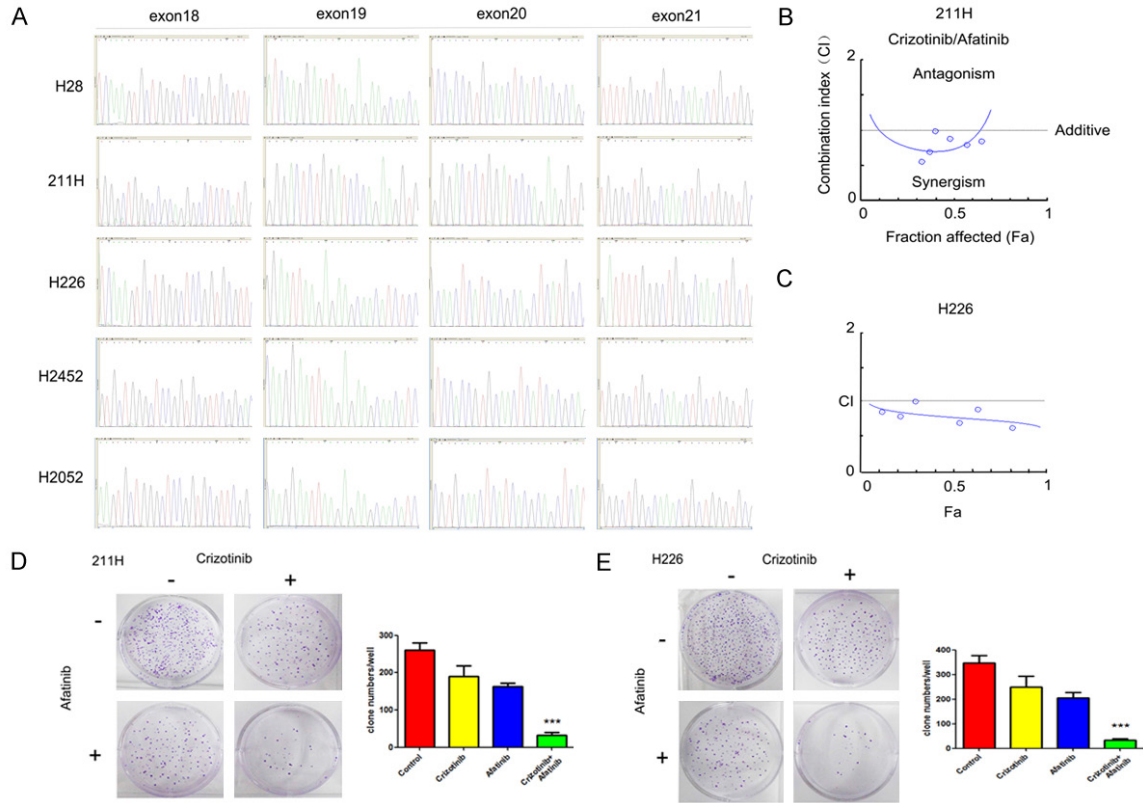 A
exon18 exon19 exon20 exon21
H28
211H
H226
H2452
H2052
B
211H
Crizotinib/Afatinib
Combination index (CI)
2
1
0
Antagonism
Additive
Synergism
0 0.5 1
Fraction affected (Fa)
C
H226
2
CI
0
0 0.5 1
Fa
D
211H Crizotinib
- +
Afatinib
-
+
clone numbers/well
300
200
100
0
***
Control
Crizotinib
Afatinib
Crizotinib+
Afatinib
E
H226 Crizotinib
- +
Afatinib
-
+
clone numbers/well
400
300
200
100
0
***
Control
Crizotinib
Afatinib
Crizotinib+
Afatinib